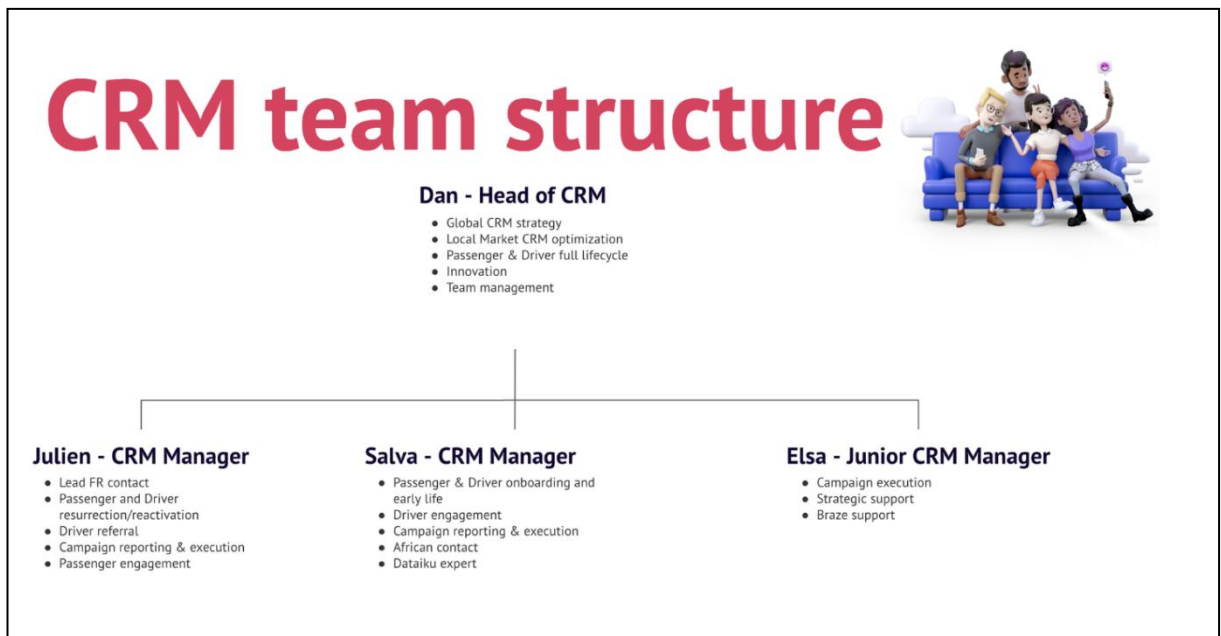 CRM team structure
Dan - Head of CRM
● Global CRM strategy
● Local Market CRM optimization
● Passenger & Driver full lifecycle
● Innovation
● Team management
Julien - CRM Manager
● Lead FR contact
● Passenger and Driver
resurrection/reactivation
● Driver referral
● Campaign reporting & execution
● Passenger engagement
Salva - CRM Manager
● Passenger & Driver onboarding and
early life
● Driver engagement
● Campaign reporting & execution
● African contact
● Dataiku expert
Elsa - Junior CRM Manager
● Campaign execution
● Strategic support
● Braze support